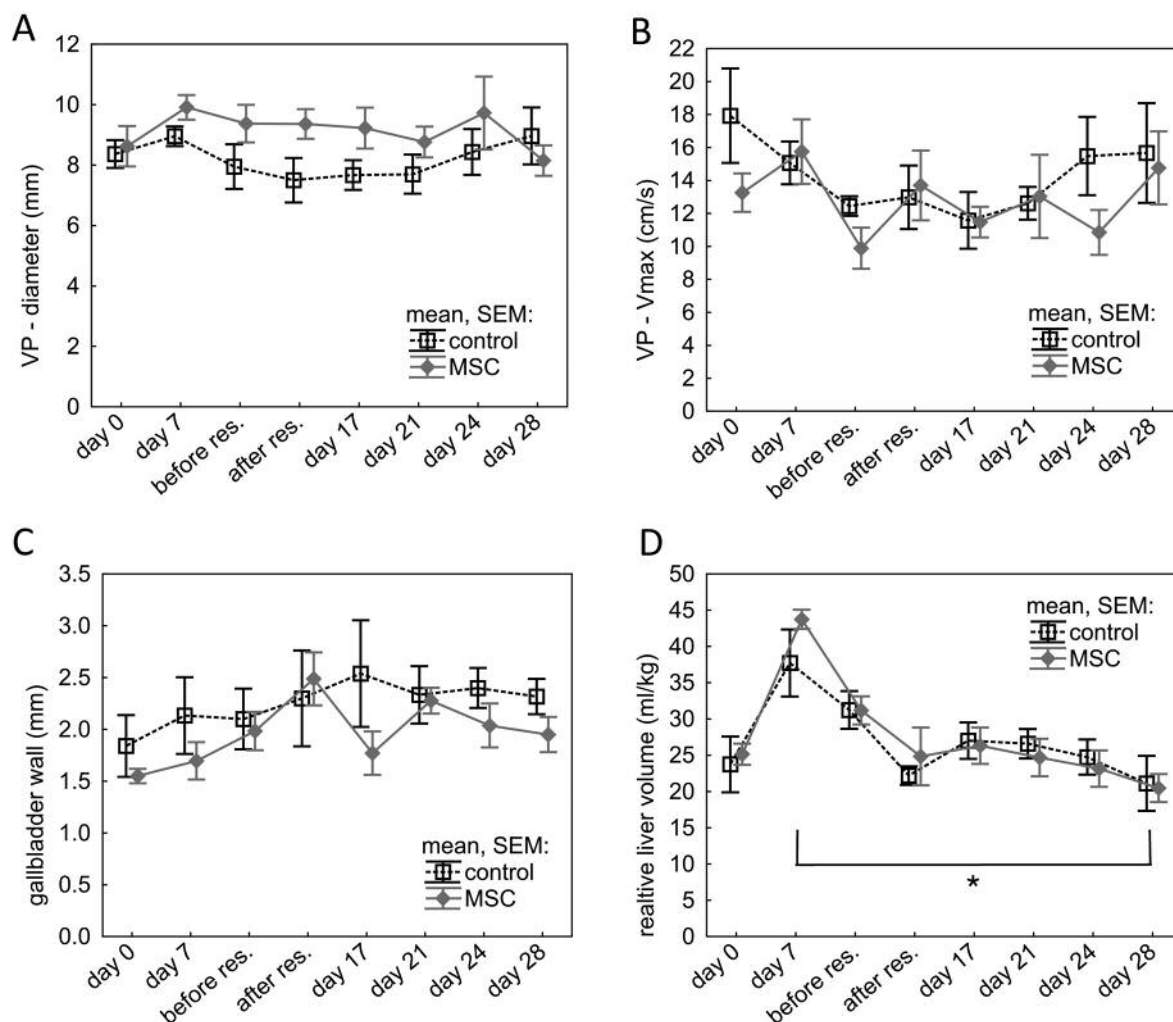 A
12
10
8
6
4
2
0
VP - diameter (mm)
mean, SEM:
control
MSC
day 0
day 7
before res.
after res.
day 17
day 21
day 24
day 28
B
22
20
18
16
14
12
10
8
6
4
2
0
VP - Vmax (cm/s)
mean, SEM:
control
MSC
day 0
day 7
before res.
after res.
day 17
day 21
day 24
day 28
C
3.5
3.0
2.5
2.0
1.5
1.0
0.5
0.0
gallbladder wall (mm)
mean, SEM:
control
MSC
day 0
day 7
before res.
after res.
day 17
day 21
day 24
day 28
D
50
45
40
35
30
25
20
15
10
5
0
realtive liver volume (ml/kg)
mean, SEM:
control
MSC
*
day 0
day 7
before res.
after res.
day 17
day 21
day 24
day 28